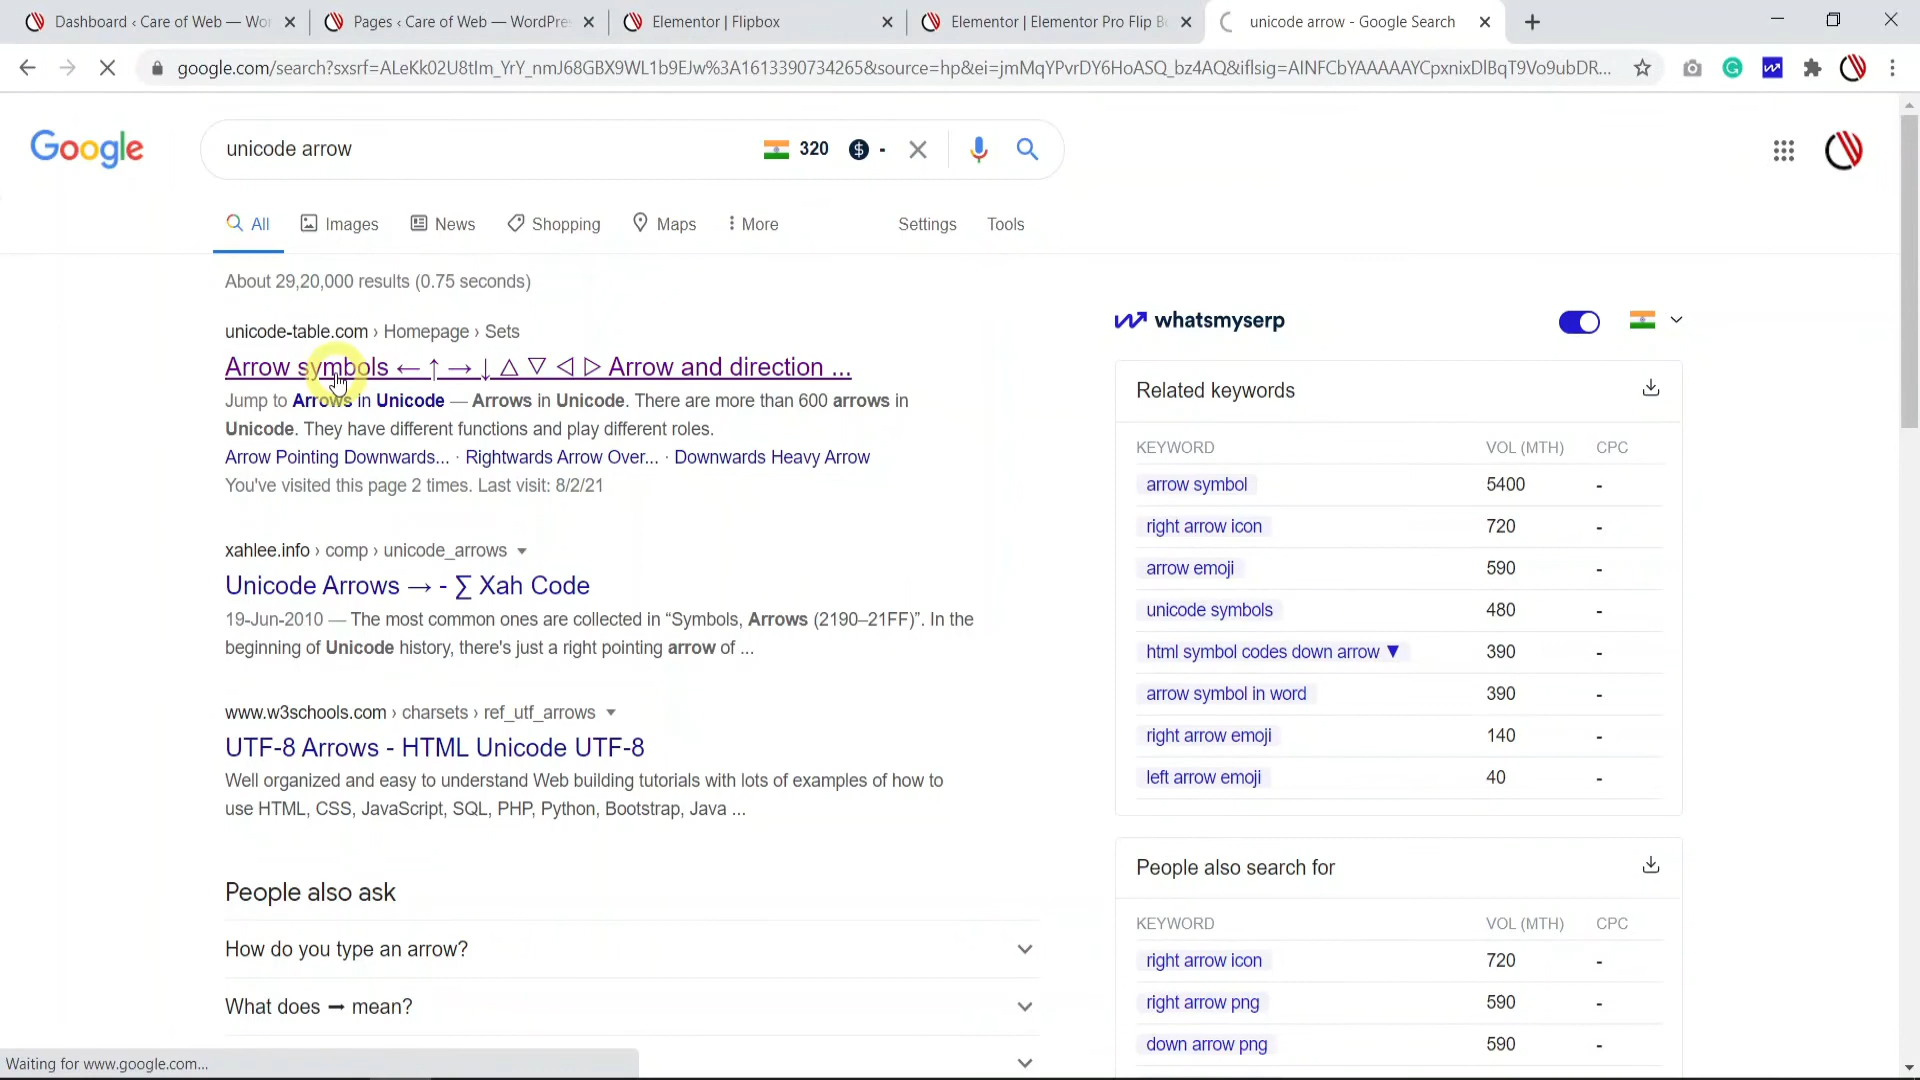 Dashboard ‹ Care of Web — Wor
Pages ‹ Care of Web — WordPre
Elementor | Flipbox
Elementor | Elementor Pro Flip B
unicode arrow - Google Search
google.com/search?sxsrf=ALeKk02U8tIm_YrY_nmJ68GBX9WL1b9EJw%3A1613390734265&source=hp&ei=jmMqYPvrDY6HoASQ_bz4AQ&iflsig=AINFCbYAAAAAYCpxnixDlBqT9Vo9ubDR...
Google
unicode arrow
320
$ -
All
Images
News
Shopping
Maps
More
Settings
Tools
About 29,20,000 results (0.75 seconds)
unicode-table.com › Homepage › Sets
Arrow symbols ← ↑ → ↓ △ ▽ ◁ ▷ Arrow and direction ...
Jump to Arrows in Unicode — Arrows in Unicode. There are more than 600 arrows in
Unicode. They have different functions and play different roles.
Arrow Pointing Downwards... · Rightwards Arrow Over... · Downwards Heavy Arrow
You've visited this page 2 times. Last visit: 8/2/21
xahlee.info › comp › unicode_arrows ▼
Unicode Arrows → - ∑ Xah Code
19-Jun-2010 — The most common ones are collected in “Symbols, Arrows (2190–21FF)”. In the
beginning of Unicode history, there's just a right pointing arrow of ...
www.w3schools.com › charsets › ref_utf_arrows ▼
UTF-8 Arrows - HTML Unicode UTF-8
Well organized and easy to understand Web building tutorials with lots of examples of how to
use HTML, CSS, JavaScript, SQL, PHP, Python, Bootstrap, Java ...
People also ask
How do you type an arrow?
What does ➞ mean?
Waiting for www.google.com...
whatsmyserp
Related keywords
KEYWORD VOL (MTH) CPC
arrow symbol 5400 -
right arrow icon 720 -
arrow emoji 590 -
unicode symbols 480 -
html symbol codes down arrow ▼ 390 -
arrow symbol in word 390 -
right arrow emoji 140 -
left arrow emoji 40 -
People also search for
KEYWORD VOL (MTH) CPC
right arrow icon 720 -
right arrow png 590 -
down arrow png 590 -